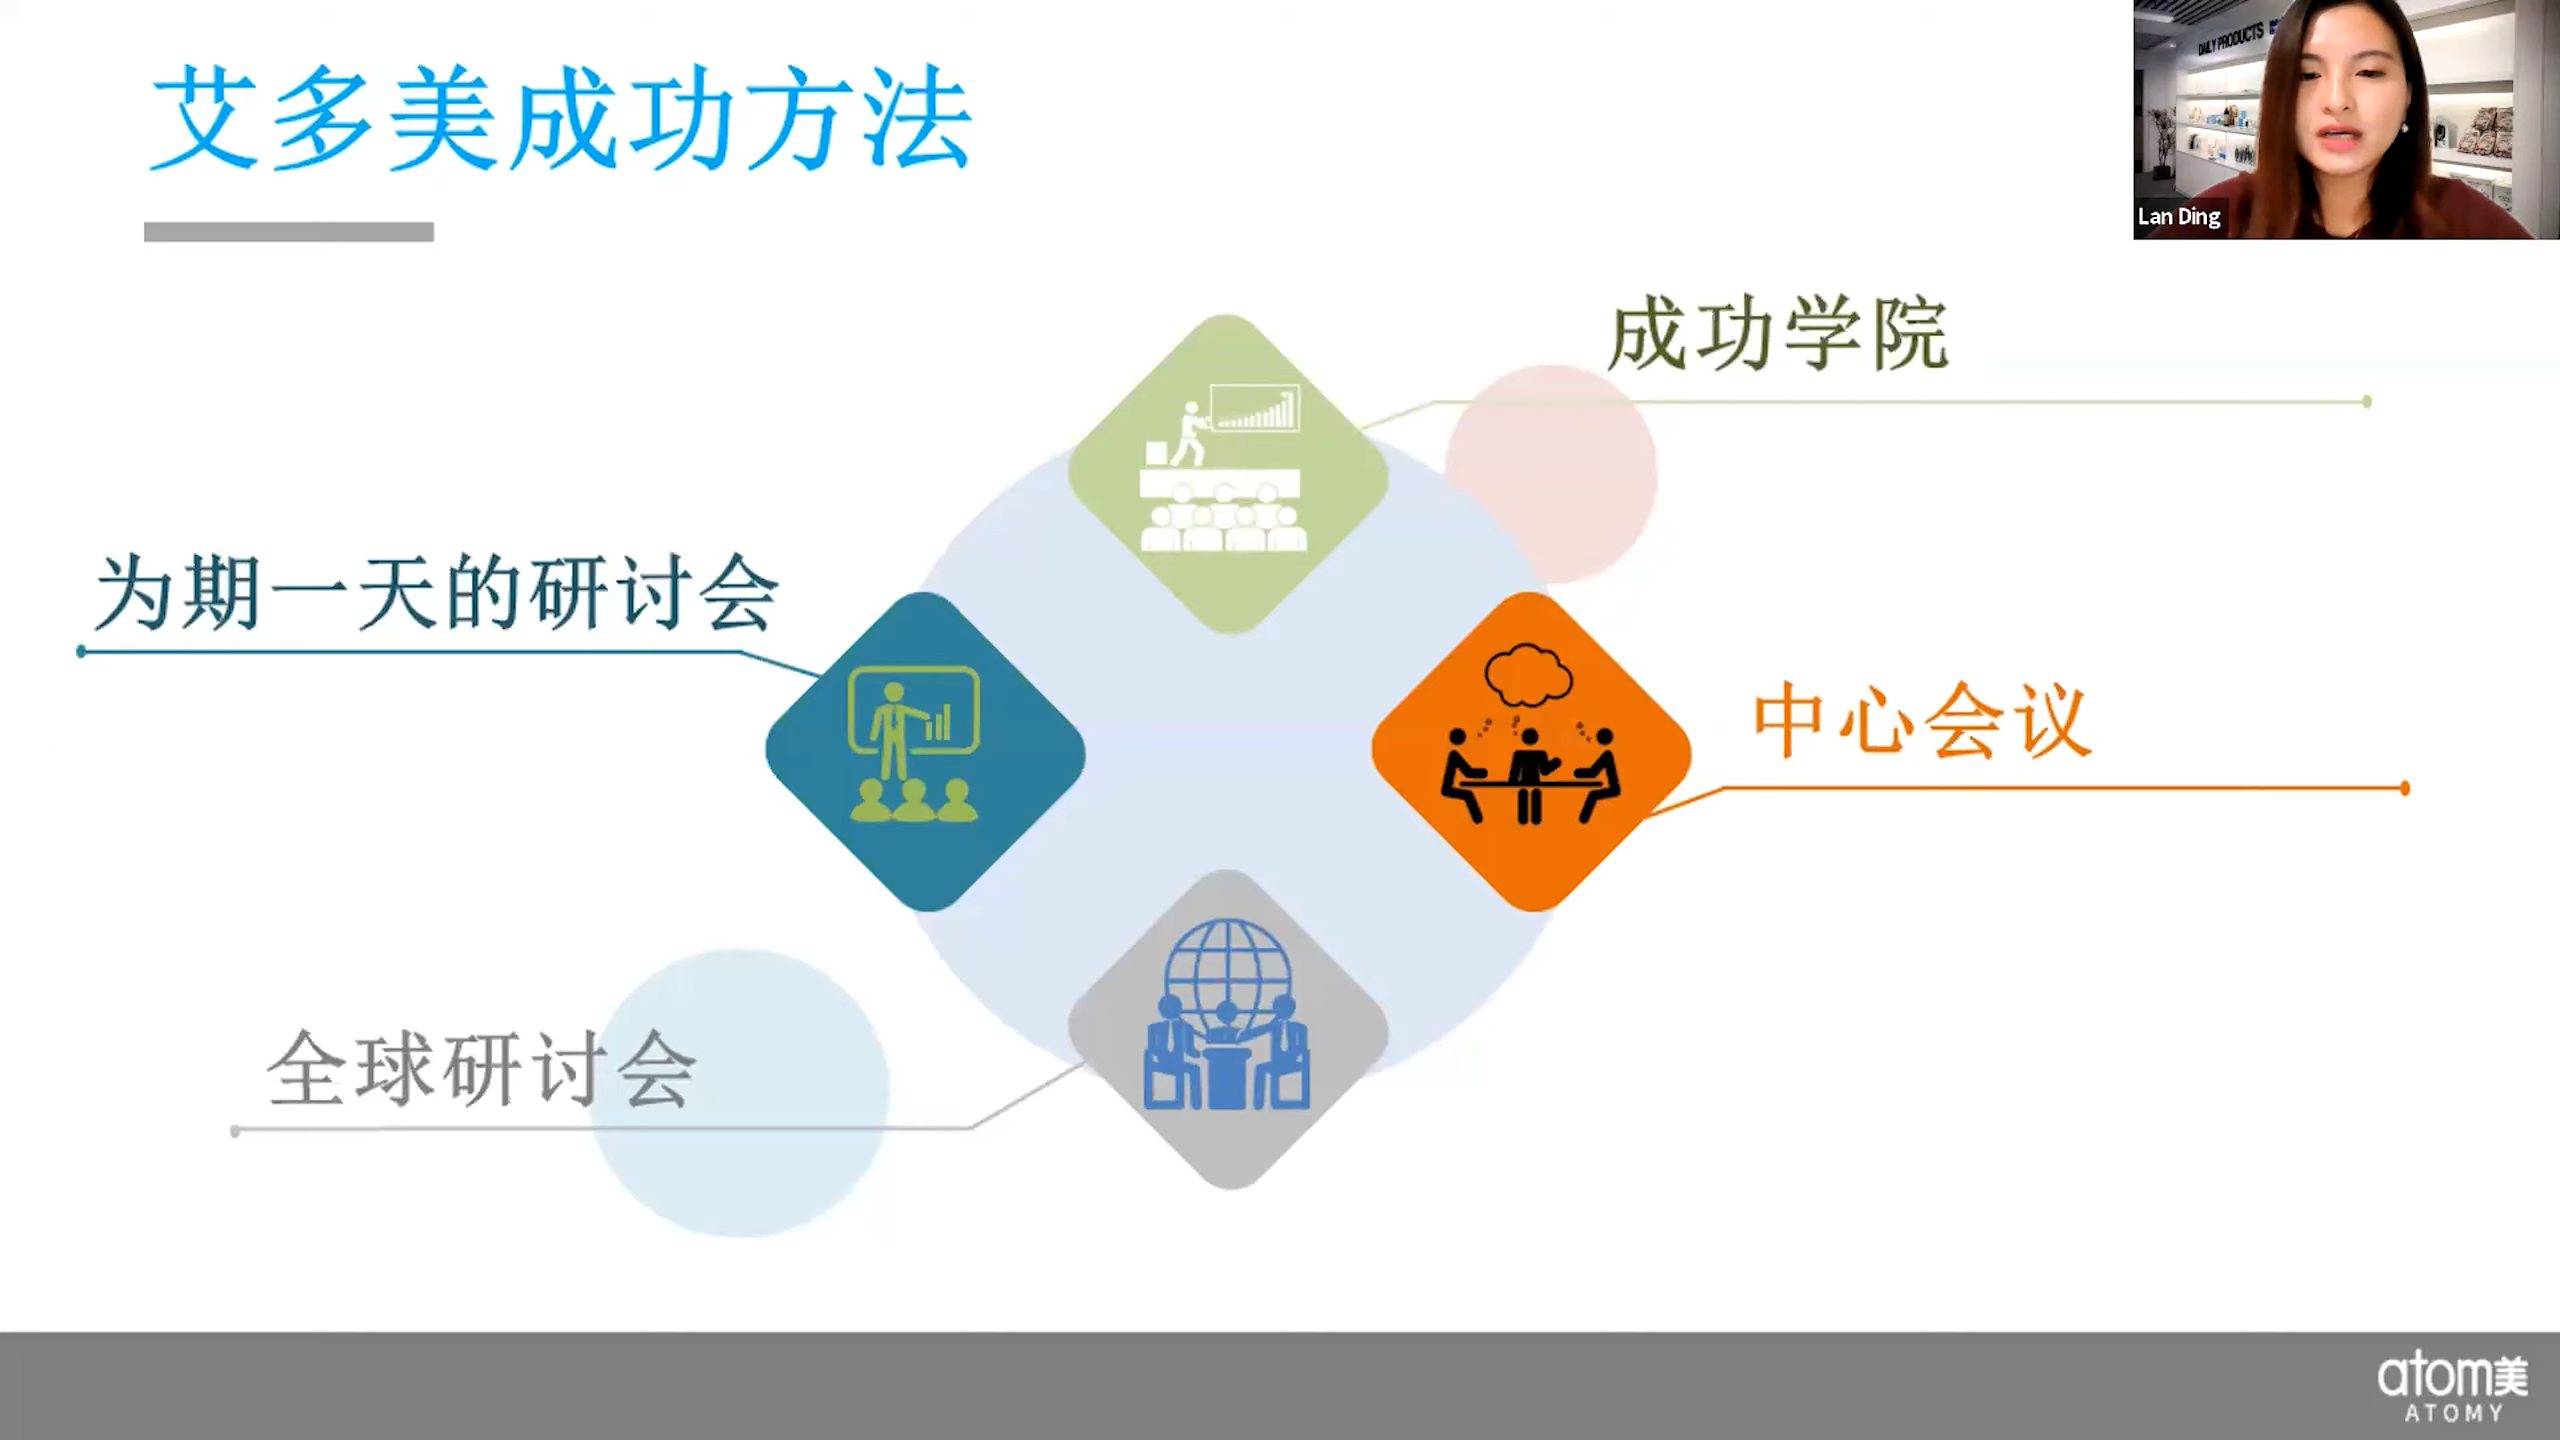 艾多美成功方法
DAILY PRODUCTS
Lan Ding
成功学院
为期一天的研讨会
中心会议
全球研讨会
atom美
ATOMY